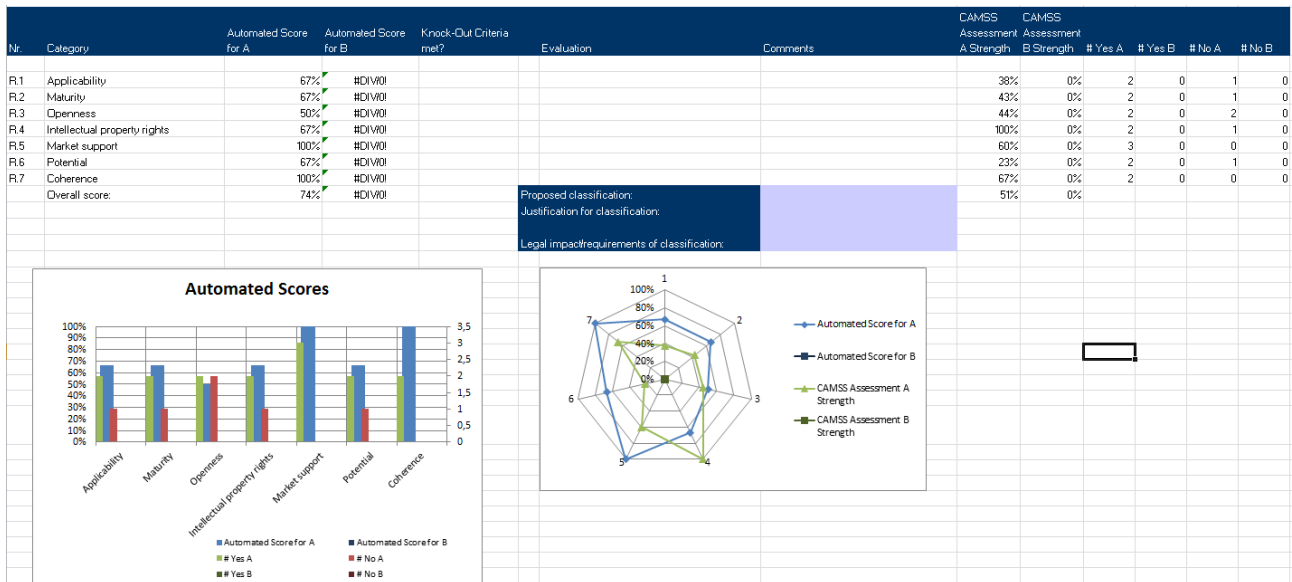 CAMSS CAMSS
Automated Score Automated Score Knock-Out Criteria Assessment Assessment
Nr. Category for A for B met? Evaluation Comments A Strength B Strength # Yes A # Yes B # No A # No B
R.1 Applicability 67% #DIV/0! 38% 0% 2 0 1 0
R.2 Maturity 67% #DIV/0! 43% 0% 2 0 1 0
R.3 Openness 50% #DIV/0! 44% 0% 2 0 2 0
R.4 Intellectual property rights 67% #DIV/0! 100% 0% 2 0 1 0
R.5 Market support 100% #DIV/0! 60% 0% 3 0 0 0
R.6 Potential 67% #DIV/0! 23% 0% 2 0 1 0
R.7 Coherence 100% #DIV/0! 67% 0% 2 0 0 0
Overall score: 74% #DIV/0! Proposed classification: 51% 0%
Justification for classification:
Legal impact/requirements of classification:
Automated Scores
100%
90%
80%
70%
60%
50%
40%
30%
20%
10%
0%
3,5
3
2,5
2
1,5
1
0,5
0
Applicability
Maturity
Openness
Intellectual property rights
Market support
Potential
Coherence
Automated Score for A Automated Score for B
# Yes A # No A
# Yes B # No B
1
2
3
4
5
6
7
100%
80%
60%
40%
20%
0%
Automated Score for A
Automated Score for B
CAMSS Assessment A
Strength
CAMSS Assessment B
Strength